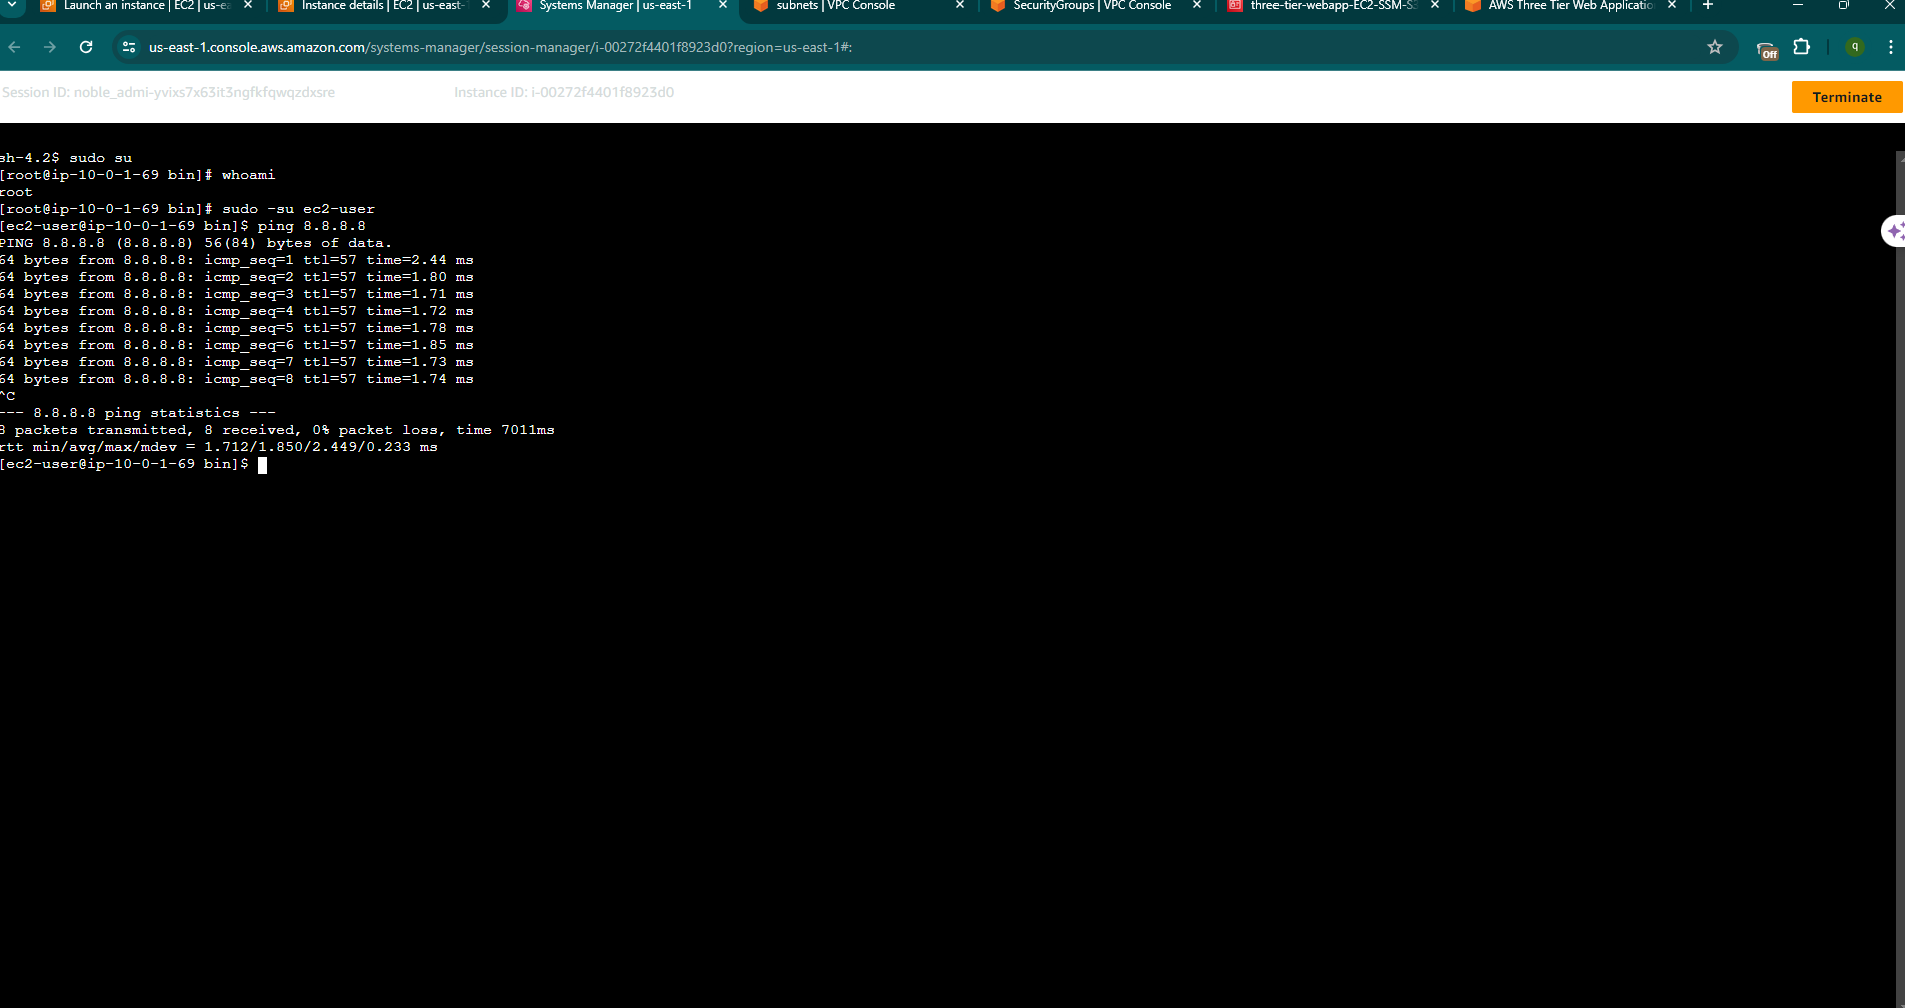 Launch an instance | EC2 | us-ea
Instance details | EC2 | us-east-
Systems Manager | us-east-1
subnets | VPC Console
SecurityGroups | VPC Console
three-tier-webapp-EC2-SSM-S3
AWS Three Tier Web Applicatio
us-east-1.console.aws.amazon.com/systems-manager/session-manager/i-00272f4401f8923d0?region=us-east-1#:
Off
q
Session ID: noble_admi-yvixs7x63it3ngfkfqwqzdxsre
Instance ID: i-00272f4401f8923d0
Terminate
sh-4.2$ sudo su
[root@ip-10-0-1-69 bin]# whoami
root
[root@ip-10-0-1-69 bin]# sudo -su ec2-user
[ec2-user@ip-10-0-1-69 bin]$ ping 8.8.8.8
PING 8.8.8.8 (8.8.8.8) 56(84) bytes of data.
64 bytes from 8.8.8.8: icmp_seq=1 ttl=57 time=2.44 ms
64 bytes from 8.8.8.8: icmp_seq=2 ttl=57 time=1.80 ms
64 bytes from 8.8.8.8: icmp_seq=3 ttl=57 time=1.71 ms
64 bytes from 8.8.8.8: icmp_seq=4 ttl=57 time=1.72 ms
64 bytes from 8.8.8.8: icmp_seq=5 ttl=57 time=1.78 ms
64 bytes from 8.8.8.8: icmp_seq=6 ttl=57 time=1.85 ms
64 bytes from 8.8.8.8: icmp_seq=7 ttl=57 time=1.73 ms
64 bytes from 8.8.8.8: icmp_seq=8 ttl=57 time=1.74 ms
^C
--- 8.8.8.8 ping statistics ---
8 packets transmitted, 8 received, 0% packet loss, time 7011ms
rtt min/avg/max/mdev = 1.712/1.850/2.449/0.233 ms
[ec2-user@ip-10-0-1-69 bin]$